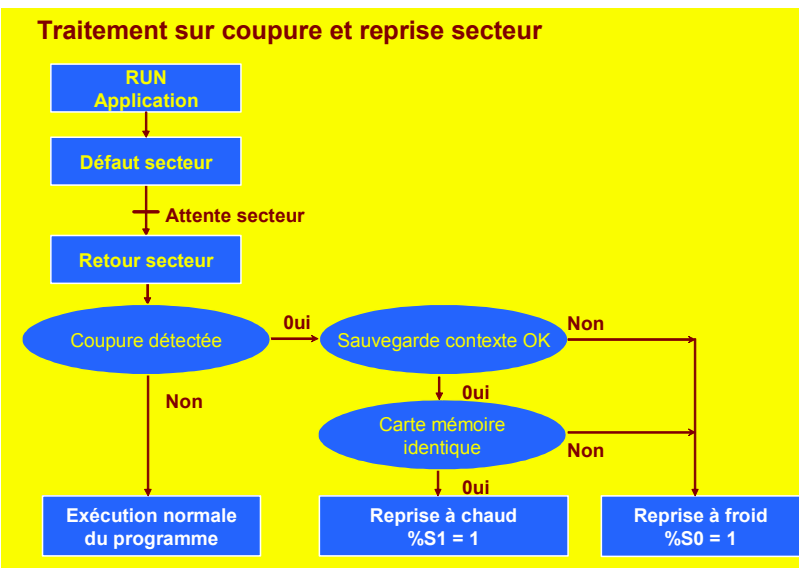 Traitement sur coupure et reprise secteur
RUN
Application
Défaut secteur
Attente secteur
Retour secteur
Coupure détectée
0ui
Sauvegarde contexte OK
Non
Non
0ui
Carte mémoire
identique
Non
0ui
Exécution normale
du programme
Reprise à chaud
%S1 = 1
Reprise à froid
%S0 = 1